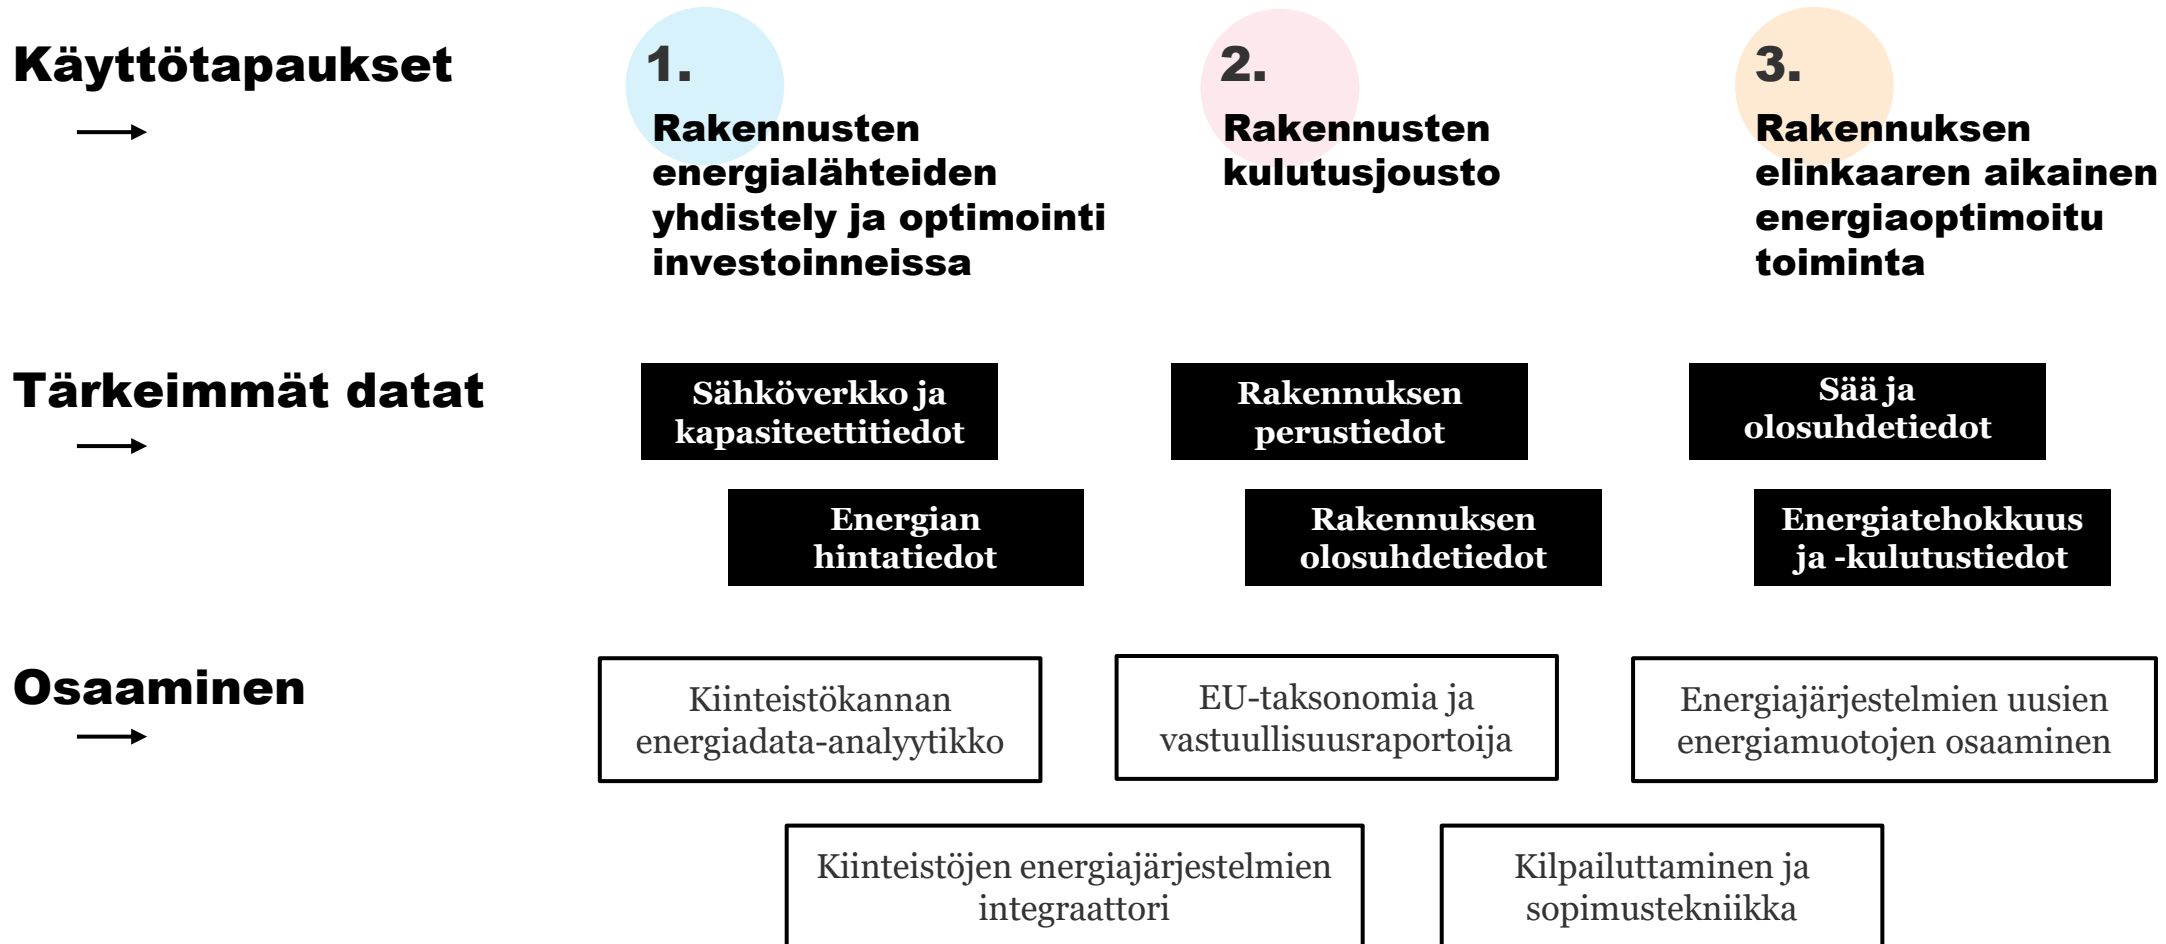 Käyttötapaukset
1.
Rakennusten
energialähteiden
yhdistely ja optimointi
investoinneissa
2.
Rakennusten
kulutusjousto
3.
Rakennuksen
elinkaaren aikainen
energiaoptimoitu
toiminta
Tärkeimmät datat
Sähköverkko ja
kapasiteettitiedot
Rakennuksen
perustiedot
Sää ja
olosuhdetiedot
Energian
hintatiedot
Rakennuksen
olosuhdetiedot
Energiatehokkuus
ja -kulutustiedot
Osaaminen
Kiinteistökannan
energiadata-analyytikko
EU-taksonomia ja
vastuullisuusraportoija
Energiajärjestelmien uusien
energiamuotojen osaaminen
Kiinteistöjen energiajärjestelmien
integraattori
Kilpailuttaminen ja
sopimustekniikka